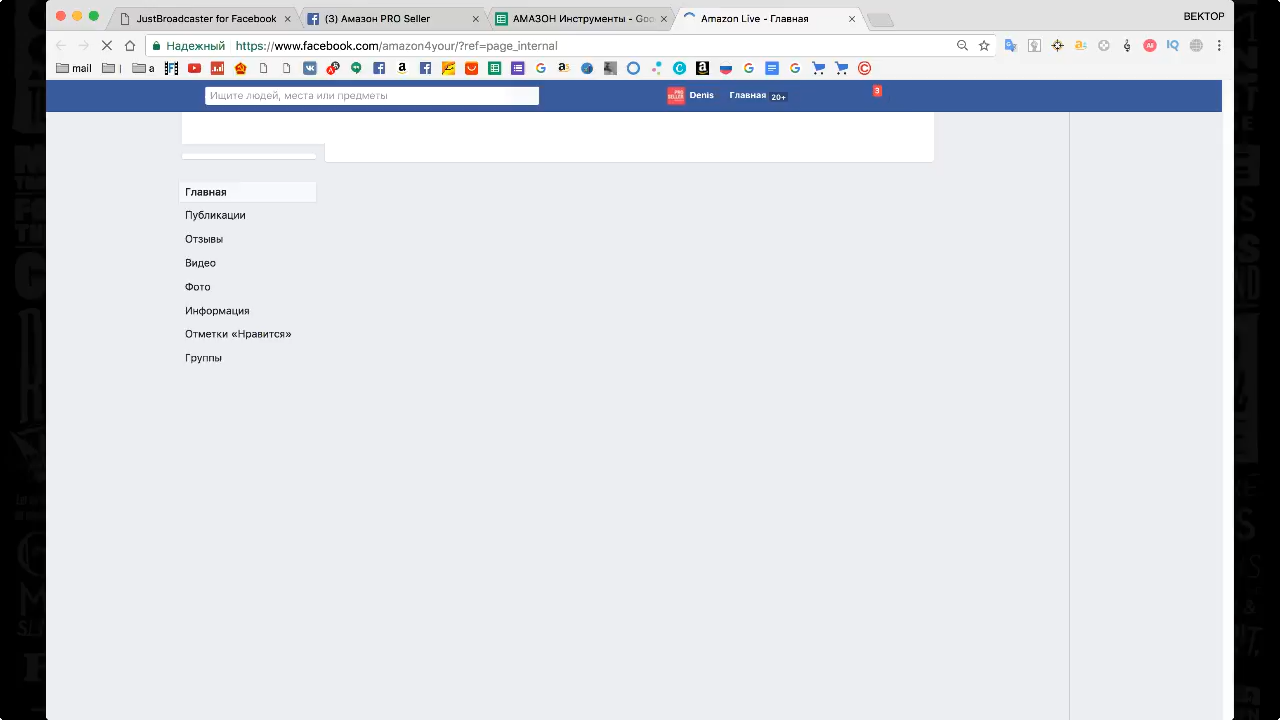 JustBroadcaster for Facebook
(3) Амазон PRO Seller
АМАЗОН Инструменты - Goo
Amazon Live - Главная
ВЕКТОР
Надежный
https://www.facebook.com/amazon4your/?ref=page_internal
mail
a
Ищите людей, места или предметы
Denis
Главная 20+
3
Главная
Публикации
Отзывы
Видео
Фото
Информация
Отметки «Нравится»
Группы